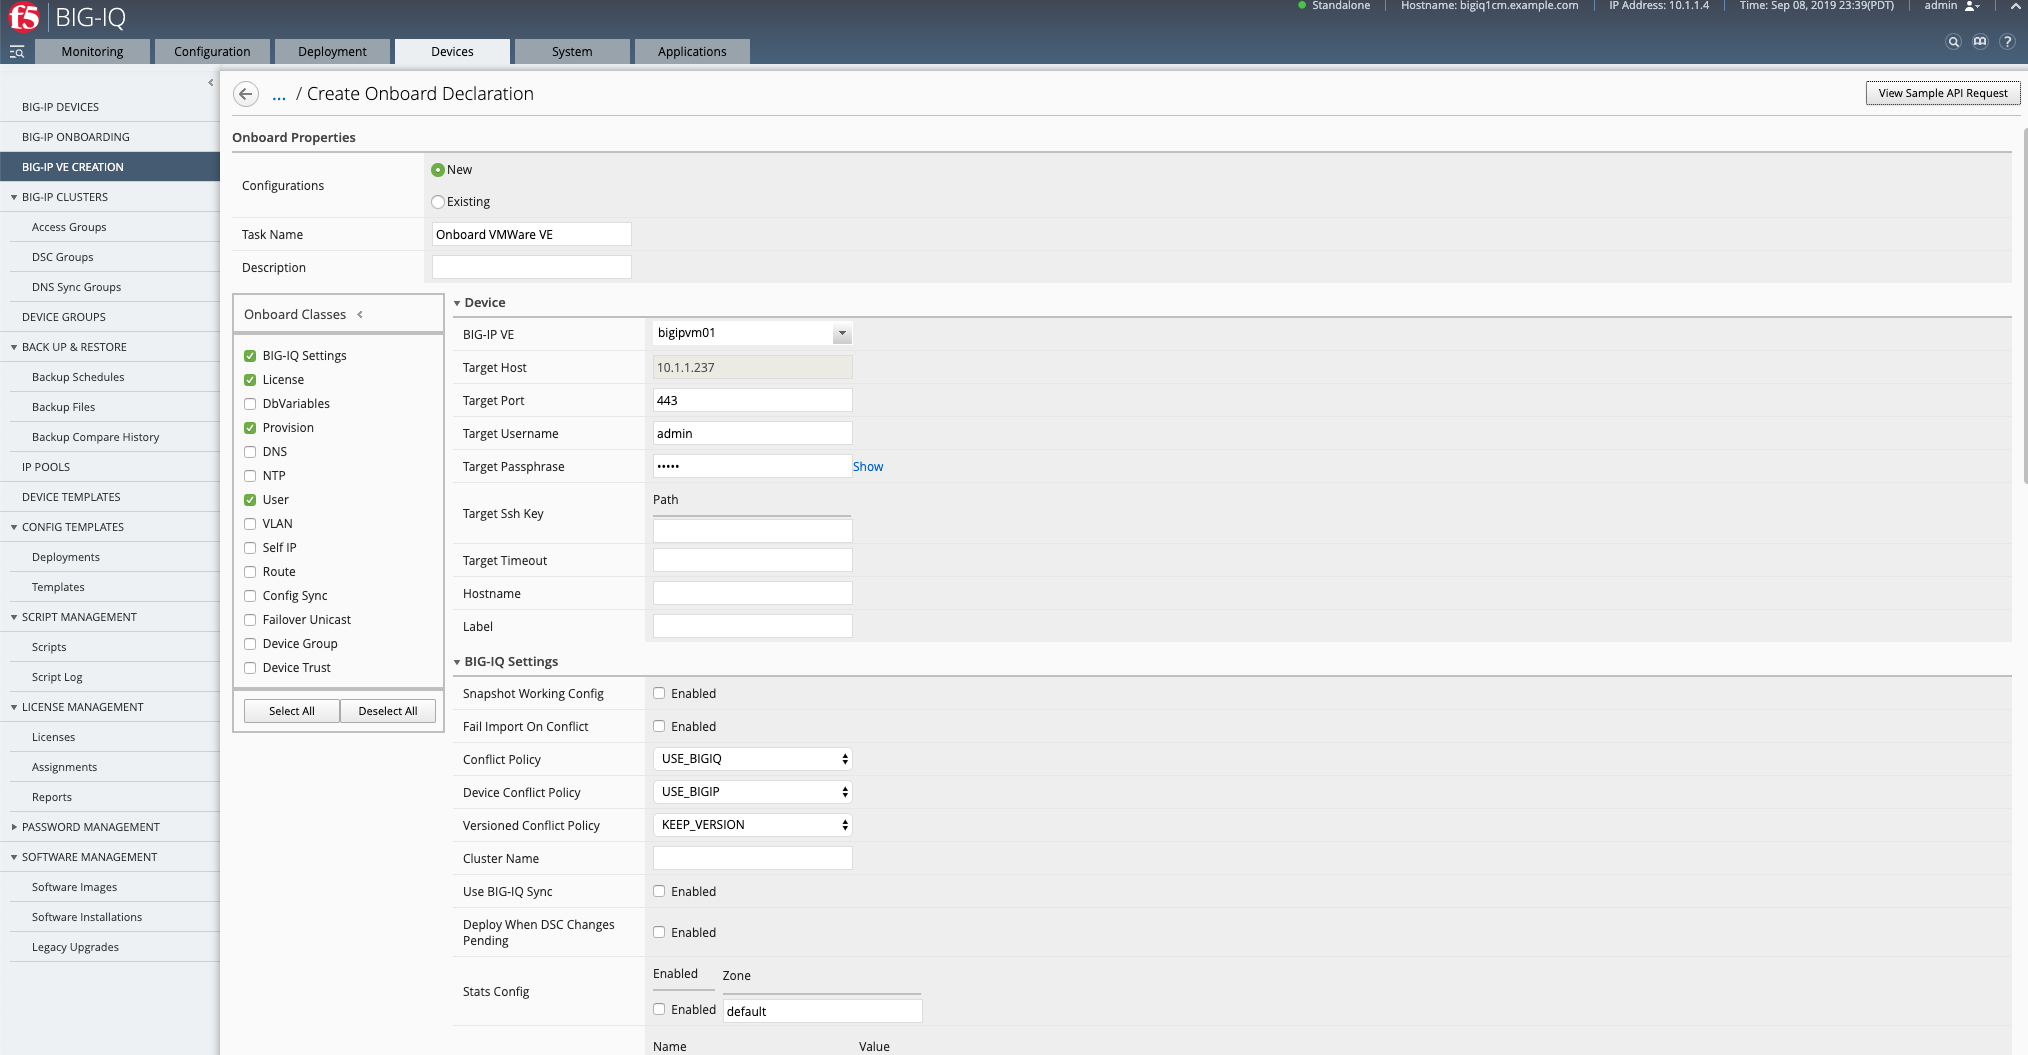 f5 BIG-IQ
Standalone Hostname: bigiq1cm.example.com IP Address: 10.1.1.4 Time: Sep 08, 2019 23:39(PDT) admin
Monitoring Configuration Deployment Devices System Applications
?
BIG-IP DEVICES
BIG-IP ONBOARDING
BIG-IP VE CREATION
BIG-IP CLUSTERS
Access Groups
DSC Groups
DNS Sync Groups
DEVICE GROUPS
BACK UP & RESTORE
Backup Schedules
Backup Files
Backup Compare History
IP POOLS
DEVICE TEMPLATES
CONFIG TEMPLATES
Deployments
Templates
SCRIPT MANAGEMENT
Scripts
Script Log
LICENSE MANAGEMENT
Licenses
Assignments
Reports
PASSWORD MANAGEMENT
SOFTWARE MANAGEMENT
Software Images
Software Installations
Legacy Upgrades
... / Create Onboard Declaration
View Sample API Request
Onboard Properties
Configurations
New
Existing
Task Name Onboard VMWare VE
Description
Onboard Classes
BIG-IQ Settings
License
DbVariables
Provision
DNS
NTP
User
VLAN
Self IP
Route
Config Sync
Failover Unicast
Device Group
Device Trust
Select All Deselect All
Device
BIG-IP VE bigipvm01
Target Host 10.1.1.237
Target Port 443
Target Username admin
Target Passphrase ••••• Show
Target Ssh Key Path
Target Timeout
Hostname
Label
BIG-IQ Settings
Snapshot Working Config Enabled
Fail Import On Conflict Enabled
Conflict Policy USE_BIGIQ
Device Conflict Policy USE_BIGIP
Versioned Conflict Policy KEEP_VERSION
Cluster Name
Use BIG-IQ Sync Enabled
Deploy When DSC Changes
Pending
Enabled
Stats Config
Enabled Zone
Enabled default
Name Value